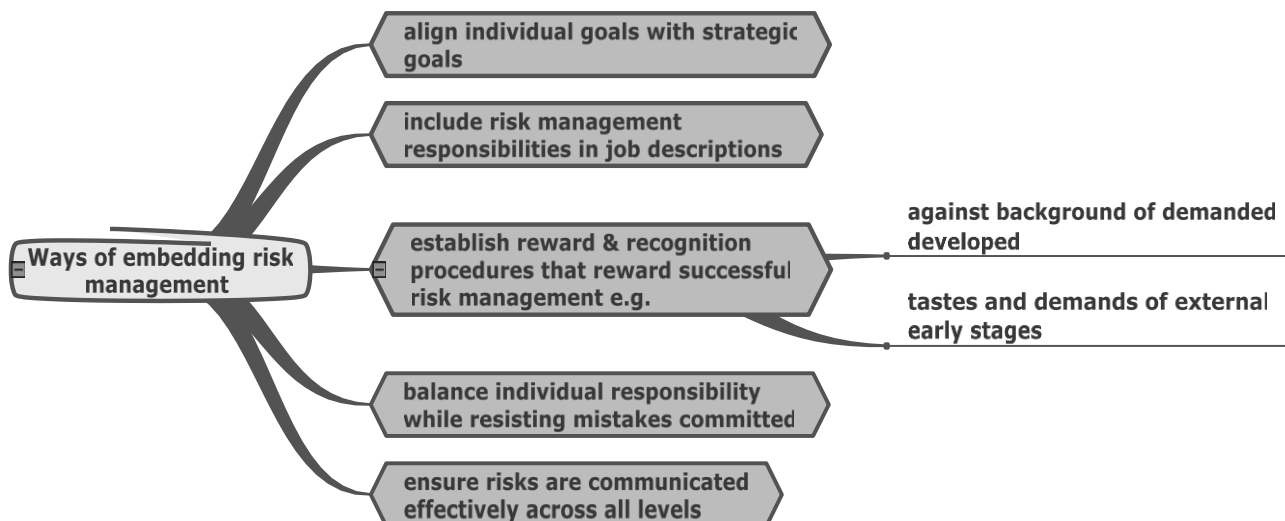 align individual goals with strategic
goals
include risk management
responsibilities in job descriptions
Ways of embedding risk
management
establish reward & recognition
procedures that reward successful
risk management e.g.
against background of demanded
developed
tastes and demands of external
early stages
balance individual responsibility
while resisting mistakes committed
ensure risks are communicated
effectively across all levels